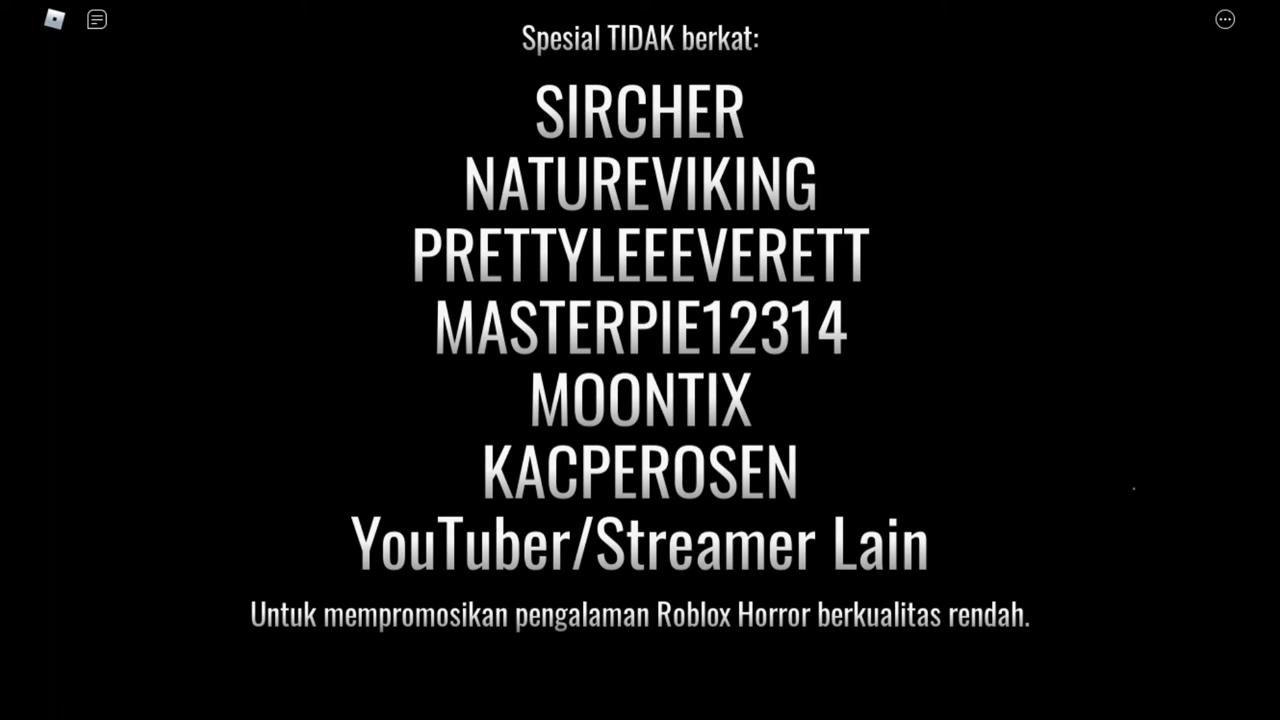 Spesial TIDAK berkat:
SIRCHER
NATUREVIKING
PRETTYLEEEVERETT
MASTERPIE12314
MOONTIX
KACPEROSEN
YouTuber/Streamer Lain
Untuk mempromosikan pengalaman Roblox Horror berkualitas rendah.